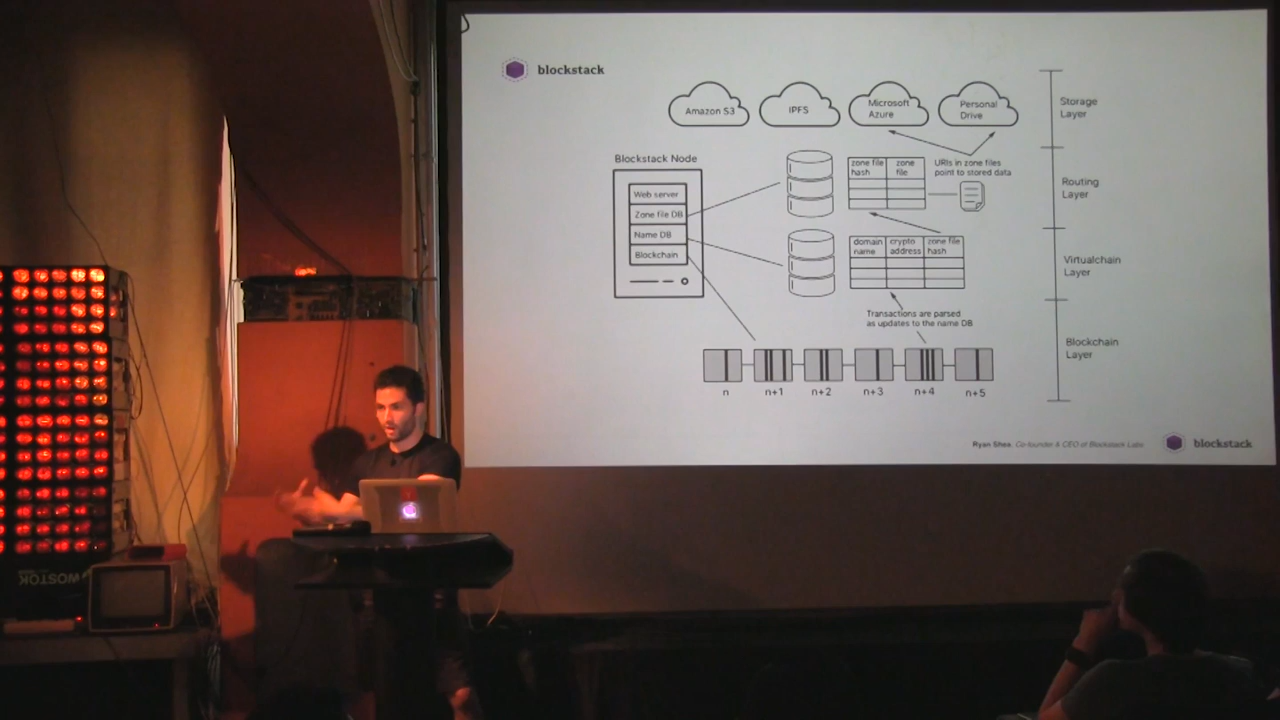 blockstack
Amazon S3
IPFS
Microsoft
Azure
Personal
Drive
Storage
Layer
Blockstack Node
Web server
Zone file DB
Name DB
Blockchain
zone file
hash
zone
file
URIs in zone files
point to stored data
Routing
Layer
domain
name
crypto
address
zone file
hash
Virtualchain
Layer
Transactions are parsed
as updates to the name DB
Blockchain
Layer
n
n+1
n+2
n+3
n+4
n+5
Ryan Shea. Co-founder & CEO of Blockstack Labs
blockstack
WOSTOK